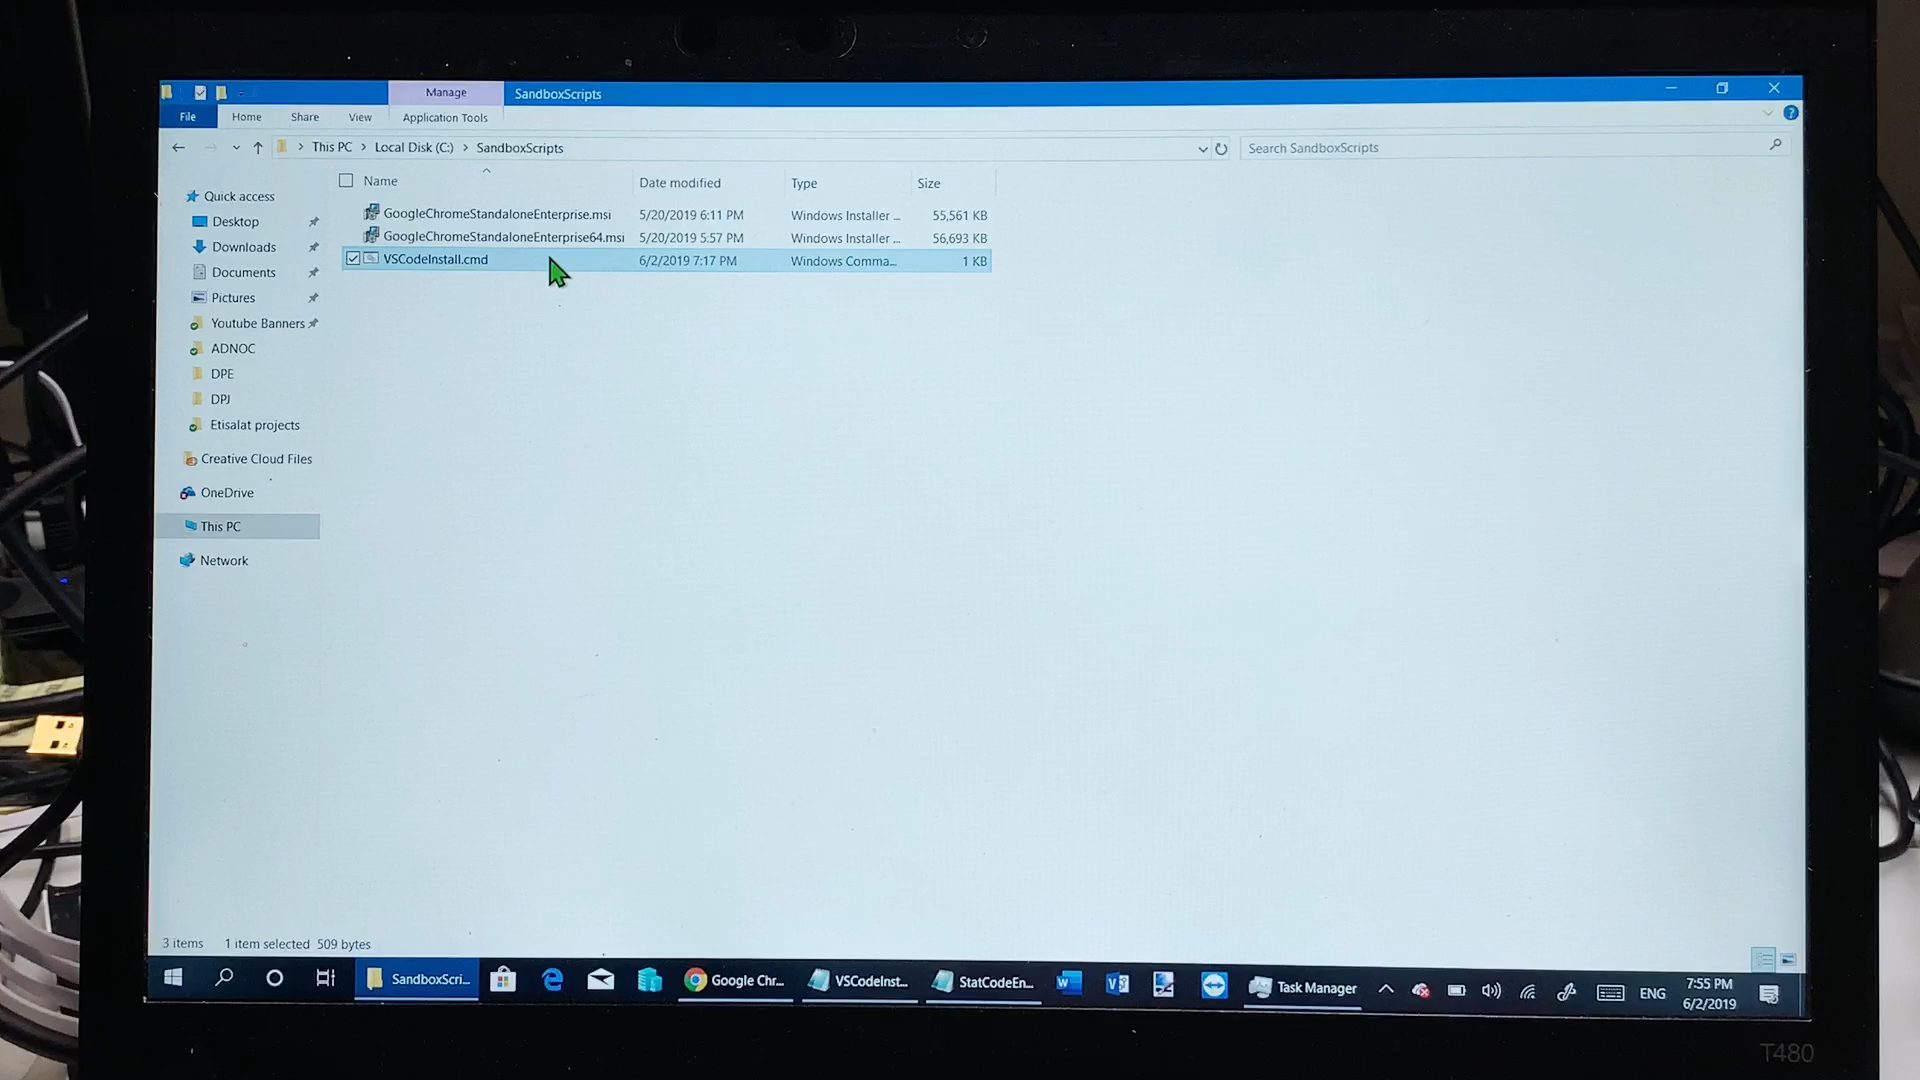 Manage
SandboxScripts
File
Home
Share
View
Application Tools
This PC > Local Disk (C:) > SandboxScripts
Search SandboxScripts
Name
Date modified
Type
Size
GoogleChromeStandaloneEnterprise.msi
5/20/2019 6:11 PM
Windows Installer ...
55,561 KB
GoogleChromeStandaloneEnterprise64.msi
5/20/2019 5:57 PM
Windows Installer ...
56,693 KB
VSCodeInstall.cmd
6/2/2019 7:17 PM
Windows Comma...
1 KB
Quick access
Desktop
Downloads
Documents
Pictures
Youtube Banners
ADNOC
DPE
DPJ
Etisalat projects
Creative Cloud Files
OneDrive
This PC
Network
3 items
1 item selected 509 bytes
SandboxScri...
Google Chr...
VSCodeInst...
StatCodeEn...
Task Manager
ENG
7:55 PM
6/2/2019
T480